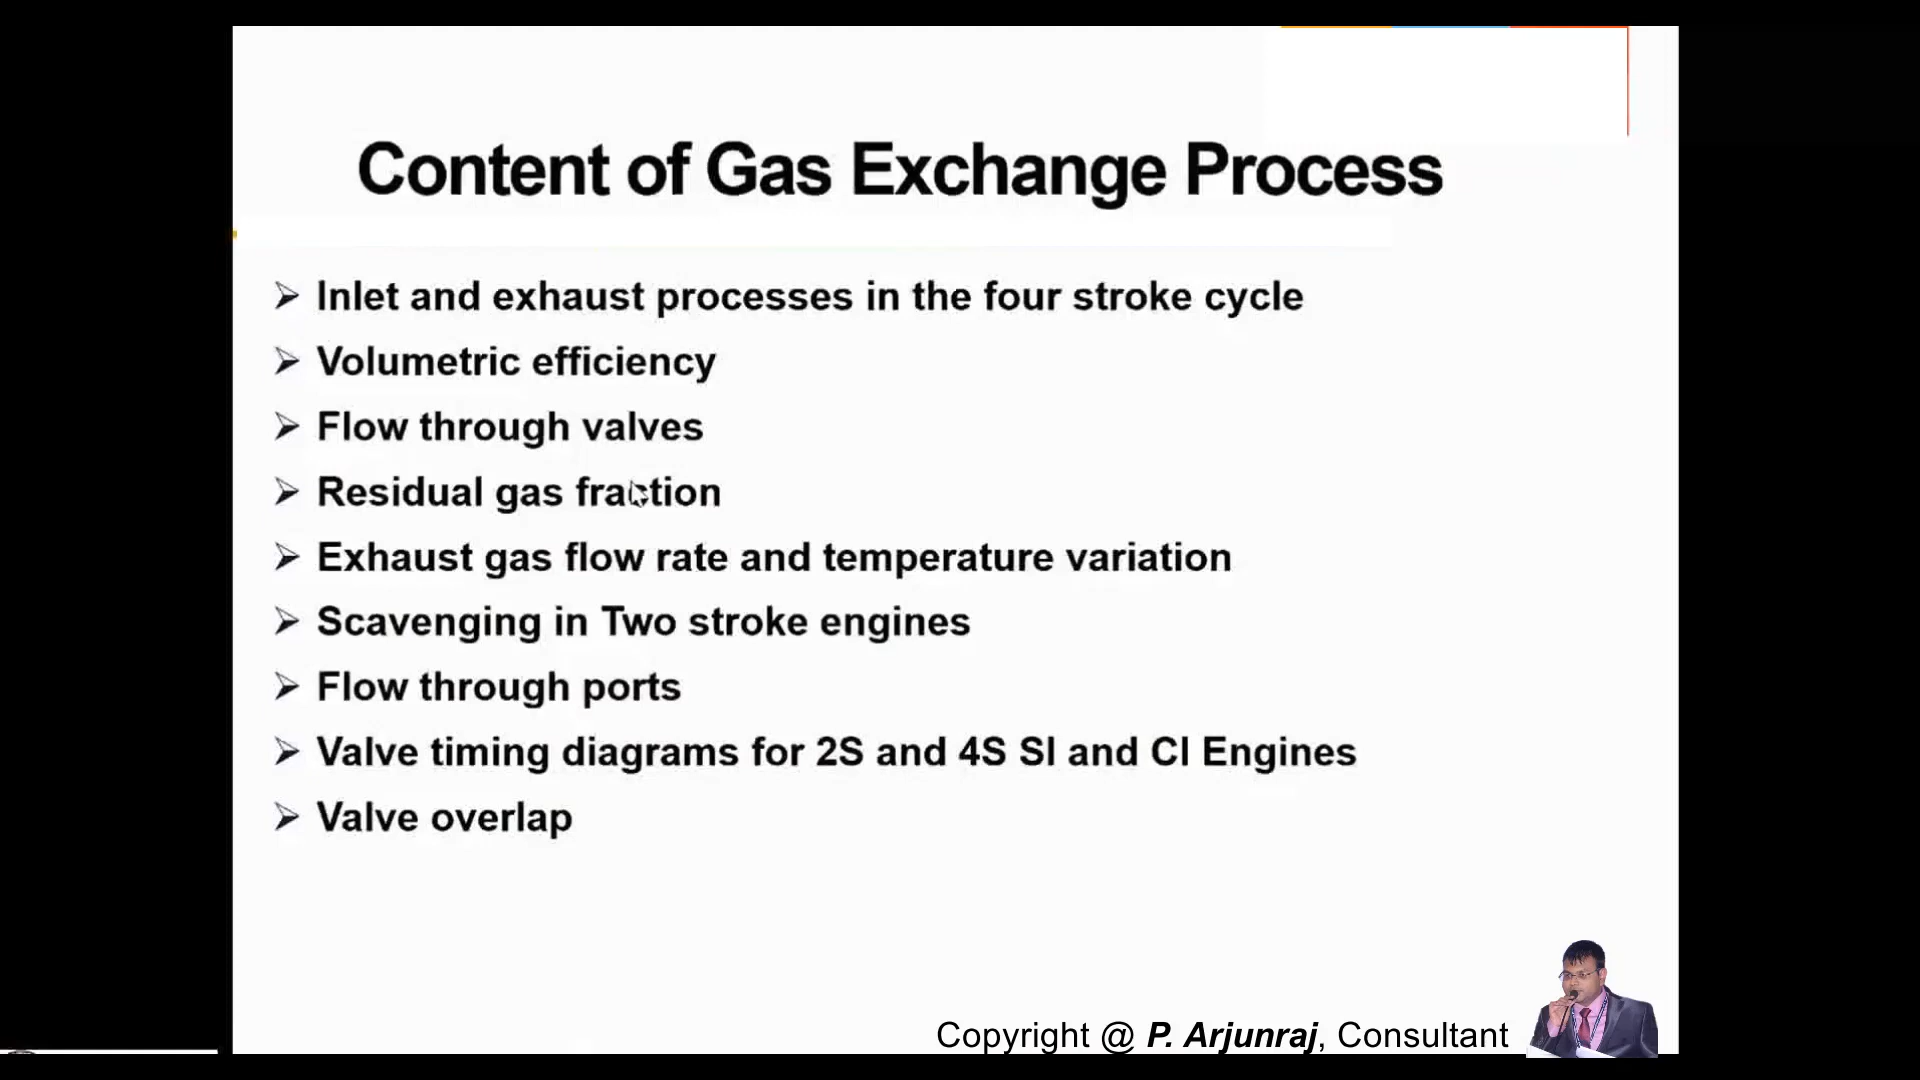 Content of Gas Exchange Process
Inlet and exhaust processes in the four stroke cycle
Volumetric efficiency
Flow through valves
Residual gas fraction
Exhaust gas flow rate and temperature variation
Scavenging in Two stroke engines
Flow through ports
Valve timing diagrams for 2S and 4S SI and CI Engines
Valve overlap
Copyright @ P. Arjunraj, Consultant